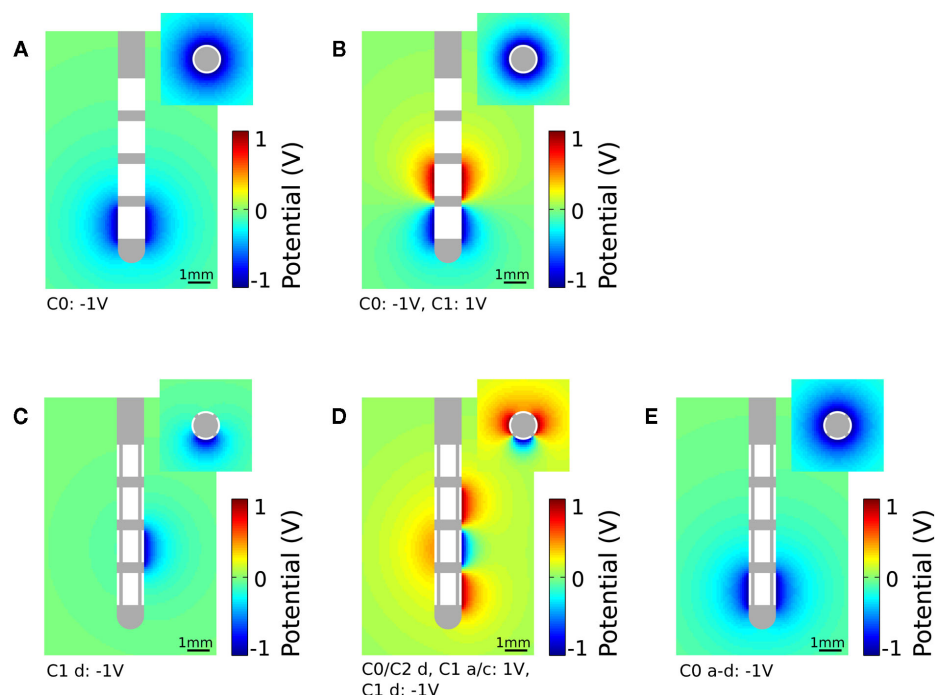 A
1
0
-1
Potential (V)
1mm
C0: -1V
B
1
0
-1
Potential (V)
1mm
C0: -1V, C1: 1V
C
1
0
-1
Potential (V)
1mm
C1 d: -1V
D
1
0
-1
Potential (V)
1mm
C0/C2 d, C1 a/c: 1V,
C1 d: -1V
E
1
0
-1
Potential (V)
1mm
C0 a-d: -1V